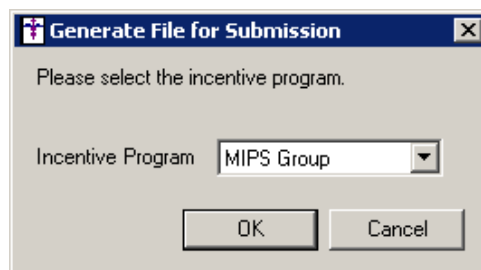 Generate File for Submission
Please select the incentive program.
Incentive Program MIPS Group
OK Cancel